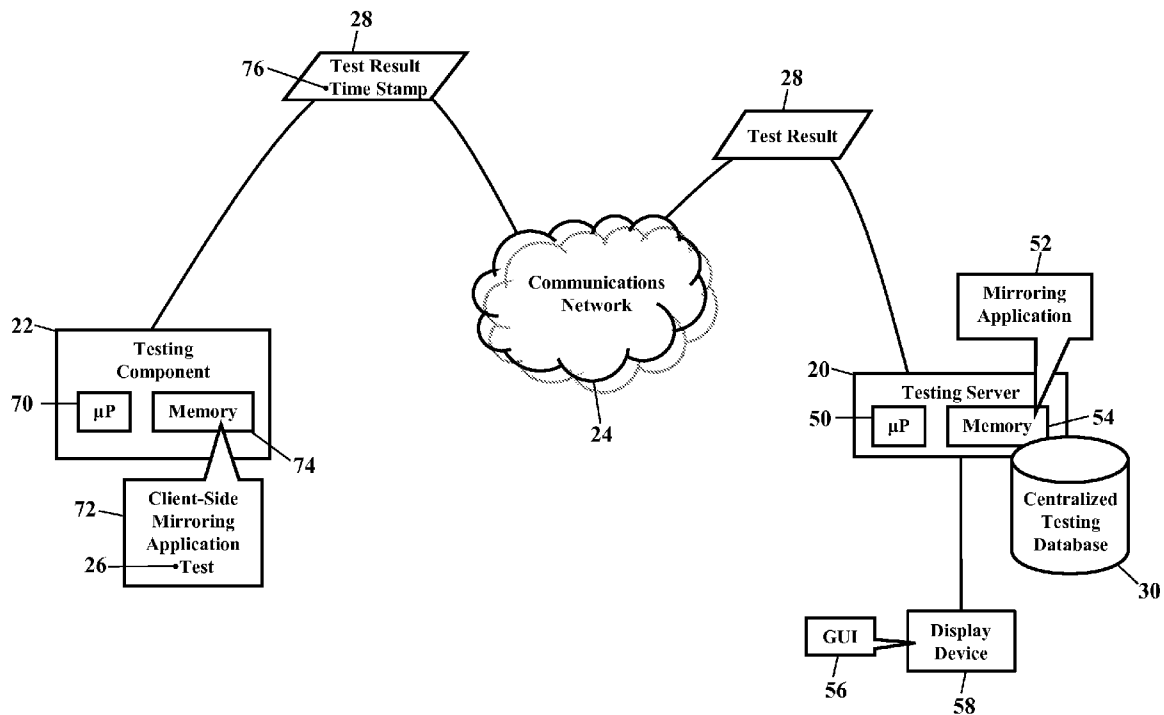 28
Test Result
76
•Time Stamp
28
Test Result
Communications
Network
24
52
Mirroring
Application
22
Testing
Component
70
µP
Memory
74
72
Client-Side
Mirroring
Application
26
•Test
20
Testing Server
50
µP
Memory
54
Centralized
Testing
Database
30
GUI
56
Display
Device
58